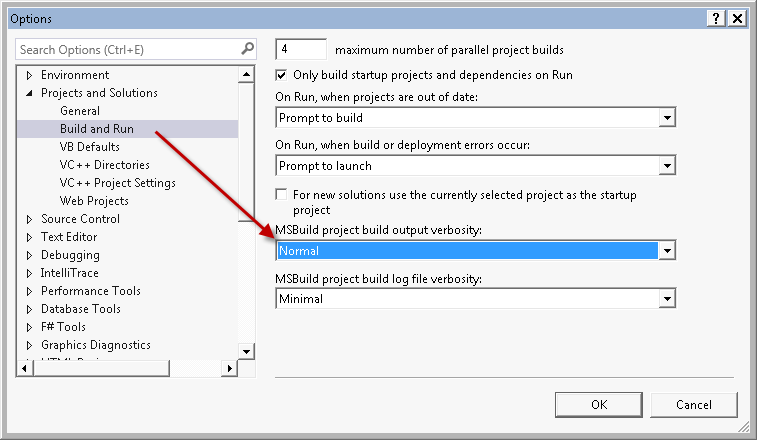 Options
Search Options (Ctrl+E)
Environment
Projects and Solutions
General
Build and Run
VB Defaults
VC++ Directories
VC++ Project Settings
Web Projects
Source Control
Text Editor
Debugging
IntelliTrace
Performance Tools
Database Tools
F# Tools
Graphics Diagnostics
4 maximum number of parallel project builds
Only build startup projects and dependencies on Run
On Run, when projects are out of date:
Prompt to build
On Run, when build or deployment errors occur:
Prompt to launch
For new solutions use the currently selected project as the startup
project
MSBuild project build output verbosity:
Normal
MSBuild project build log file verbosity:
Minimal
OK
Cancel